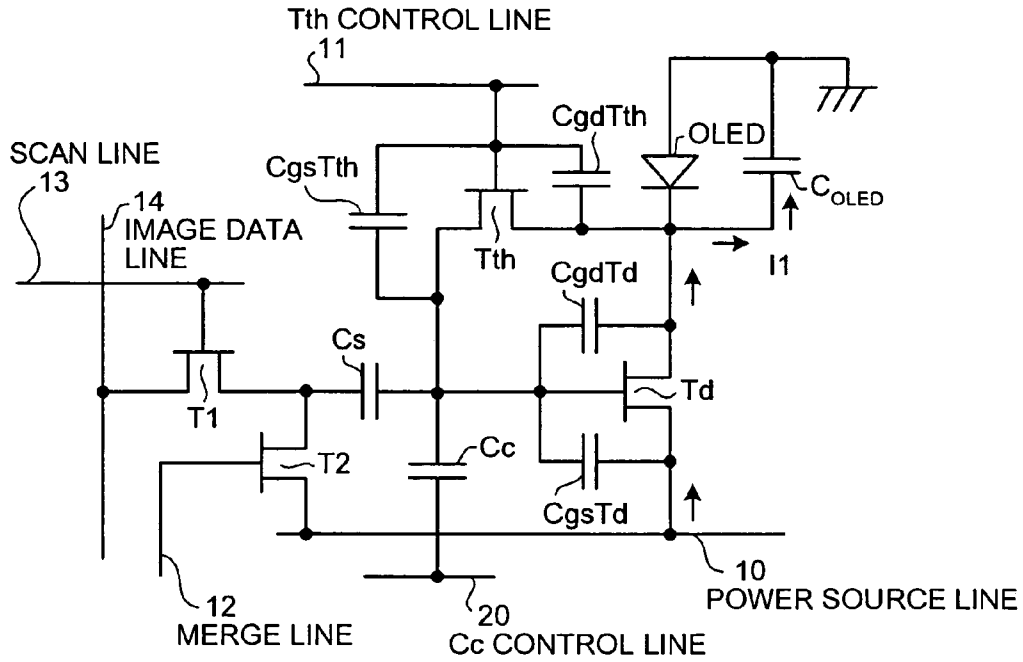 Tth CONTROL LINE
11
CgdTth
OLED
SCAN LINE
13
CgsTth
COLED
14
IMAGE DATA
LINE
Tth
I1
CgdTd
Cs
T1
Td
T2
Cc
CgsTd
10
POWER SOURCE LINE
12
MERGE LINE
20
Cc CONTROL LINE